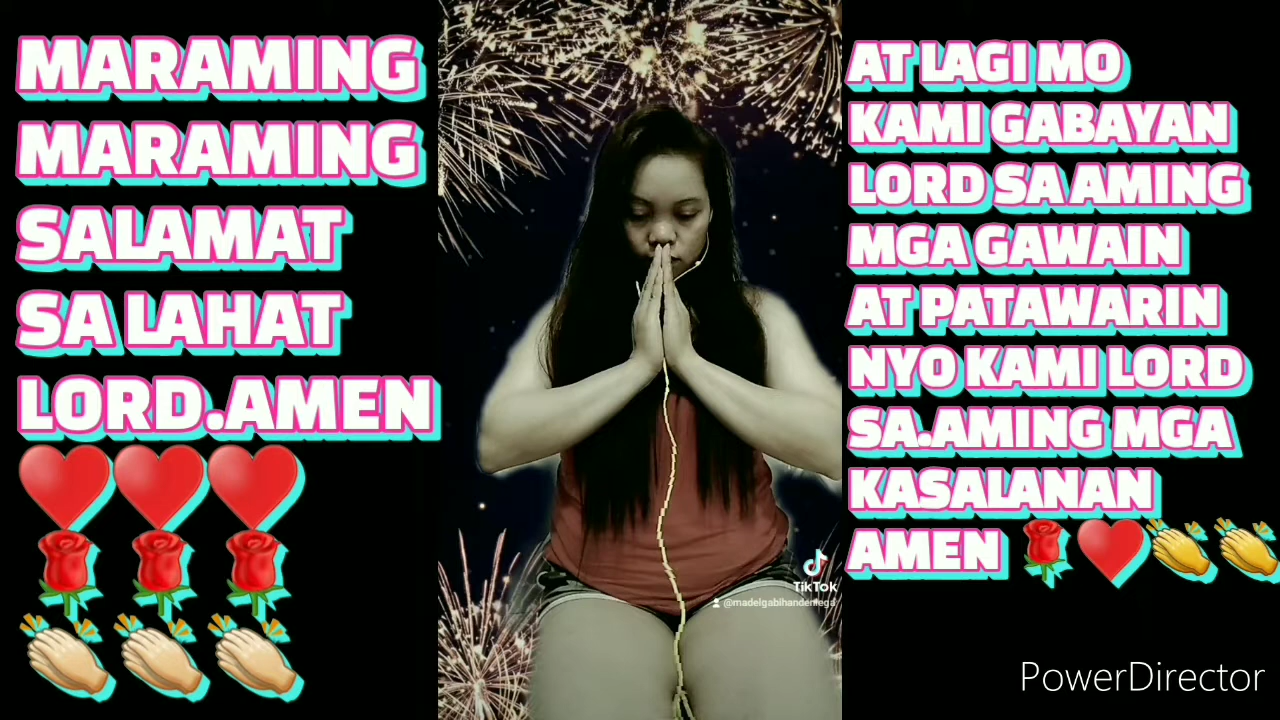 MARAMING
MARAMING
SALAMAT
SA LAHAT
LORD.AMEN
AT LAGI MO
KAMI GABAYAN
LORD SA AMING
MGA GAWAIN
AT PATAWARIN
NYO KAMI LORD
SA.AMING MGA
KASALANAN
AMEN
TikTok
@madelgabihandenlega
PowerDirector